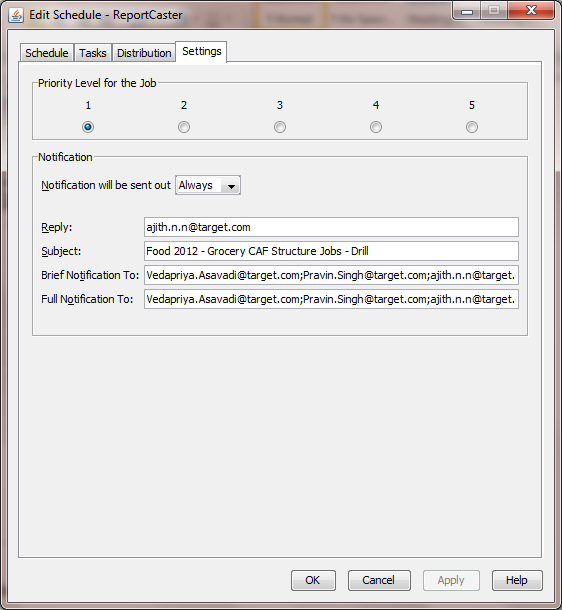 Edit Schedule - ReportCaster
Schedule Tasks Distribution Settings
Priority Level for the Job
1 2 3 4 5
Notification
Notification will be sent out Always
Reply: ajith.n.n@target.com
Subject: Food 2012 - Grocery CAF Structure Jobs - Drill
Brief Notification To: Vedapriya.Asavadi@target.com;Pravin.Singh@target.com;ajith.n.n@target.
Full Notification To: Vedapriya.Asavadi@target.com;Pravin.Singh@target.com;ajith.n.n@target.
OK Cancel Apply Help